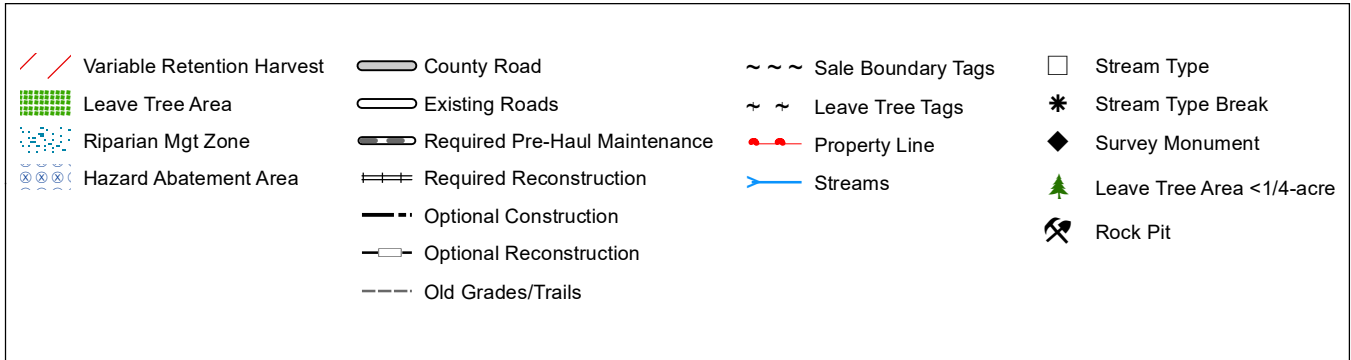 Variable Retention Harvest
Leave Tree Area
Riparian Mgt Zone
Hazard Abatement Area
County Road
Existing Roads
Required Pre-Haul Maintenance
Required Reconstruction
Optional Construction
Optional Reconstruction
Old Grades/Trails
Sale Boundary Tags
Leave Tree Tags
Property Line
Streams
Stream Type
Stream Type Break
Survey Monument
Leave Tree Area <1/4-acre
Rock Pit